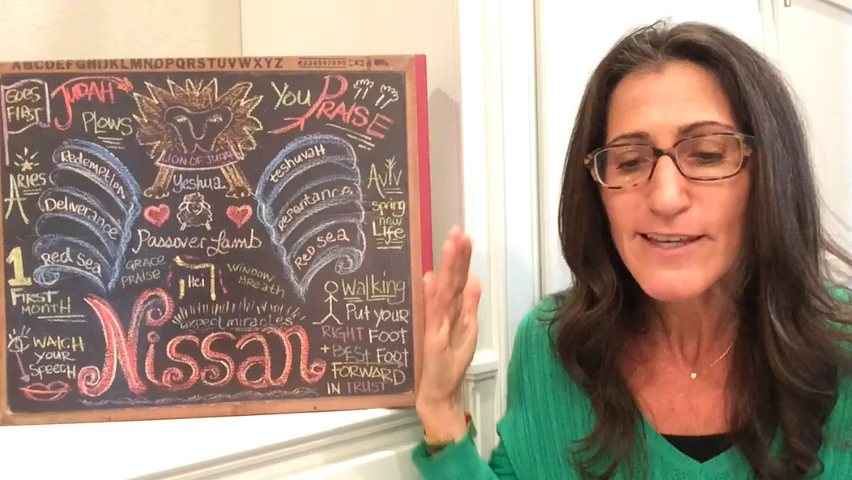 ABCDEFGHIJKLMNOPQRSTUVWXYZ 1234567890
GOES
FIRST
JUDAH
PLOWS
LION OF JUDAH
Yeshua
YOU PRAISE
ARies
Redemption
Deliverance
Red Sea
teshuvah
repentance
Red sea
AViV
spring
new
Life
Passover Lamb
GRACE
PRAISE
Hei
WINDOW
BREATH
1
FIRST
MONTH
expect miracles
Nissan
WATCH
YOUR
SPEECH
Walking
PUT YOUR
RIGHT FOOT
+ BEST FOOT
FORWARD
IN TRUST